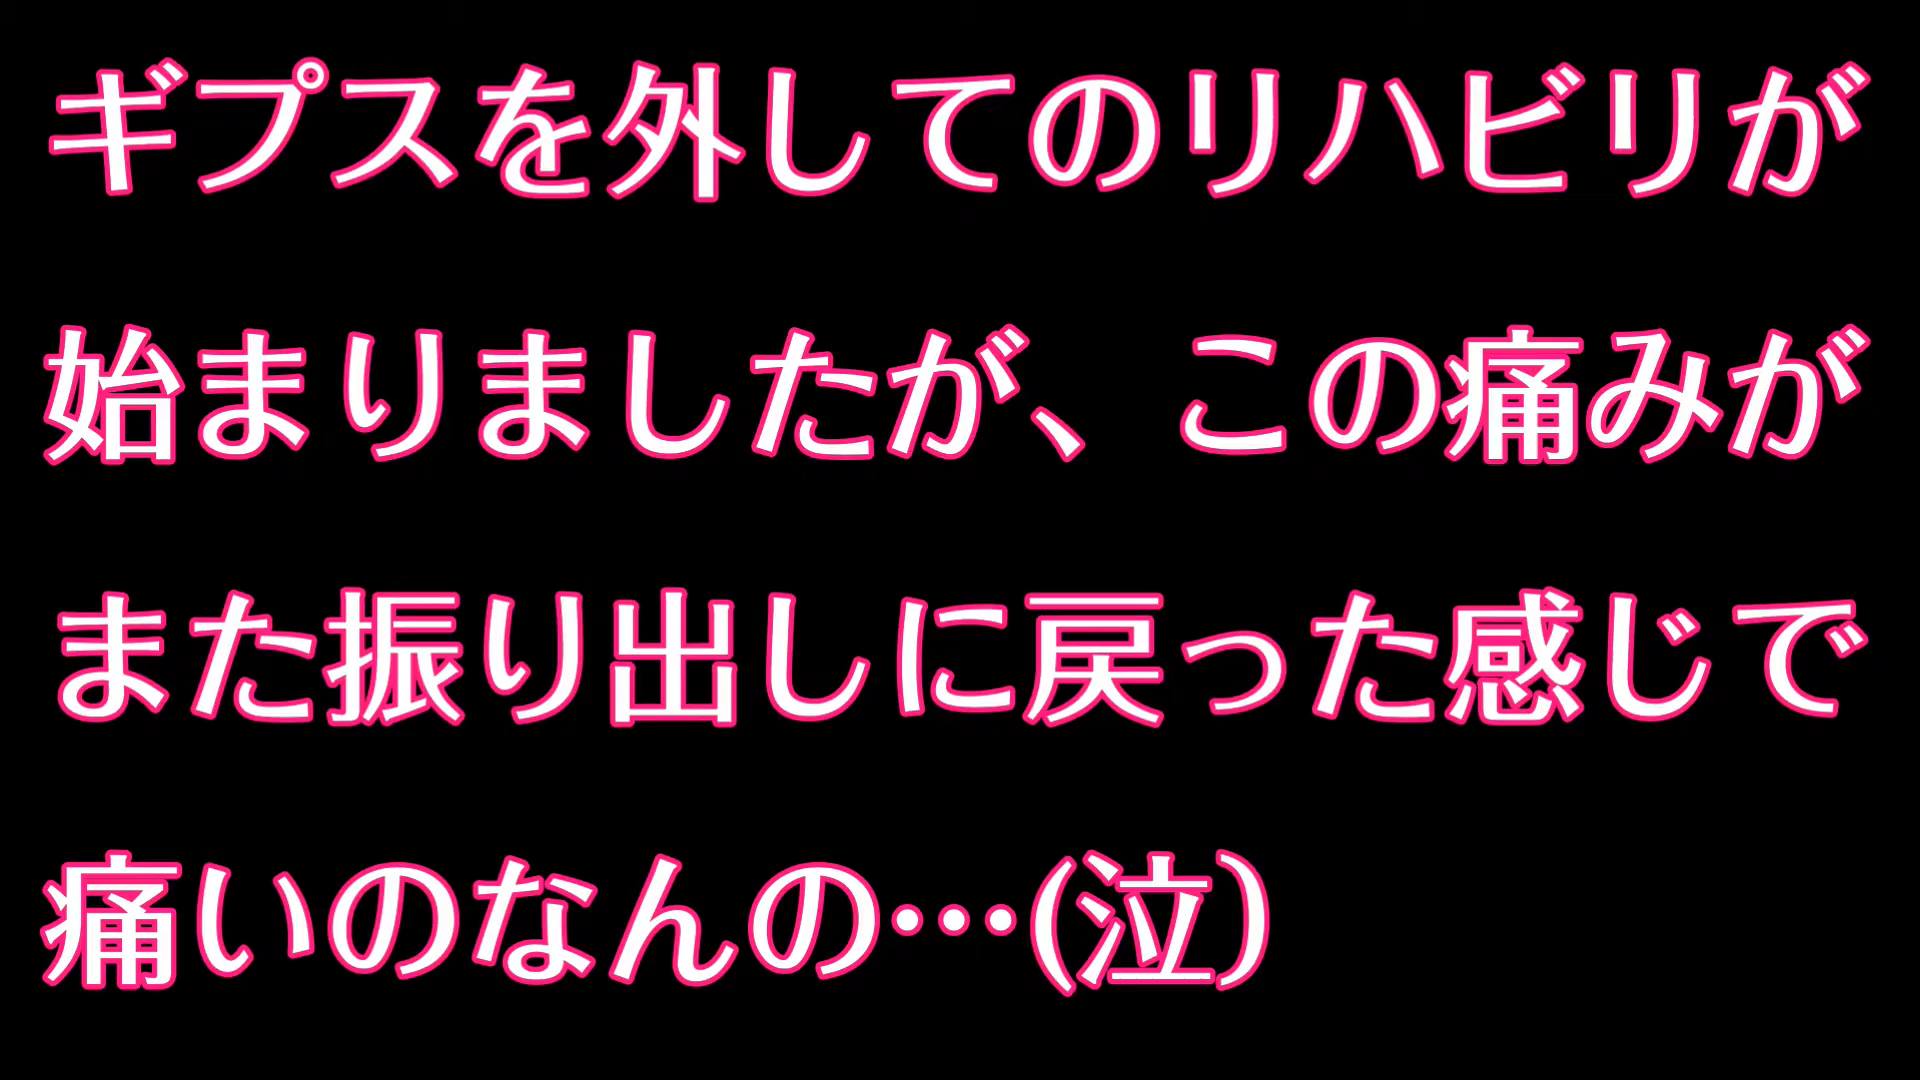 ギプスを外してのリハビリが
始まりましたが、この痛みが
また振り出しに戻った感じで
痛いのなんの…(泣)